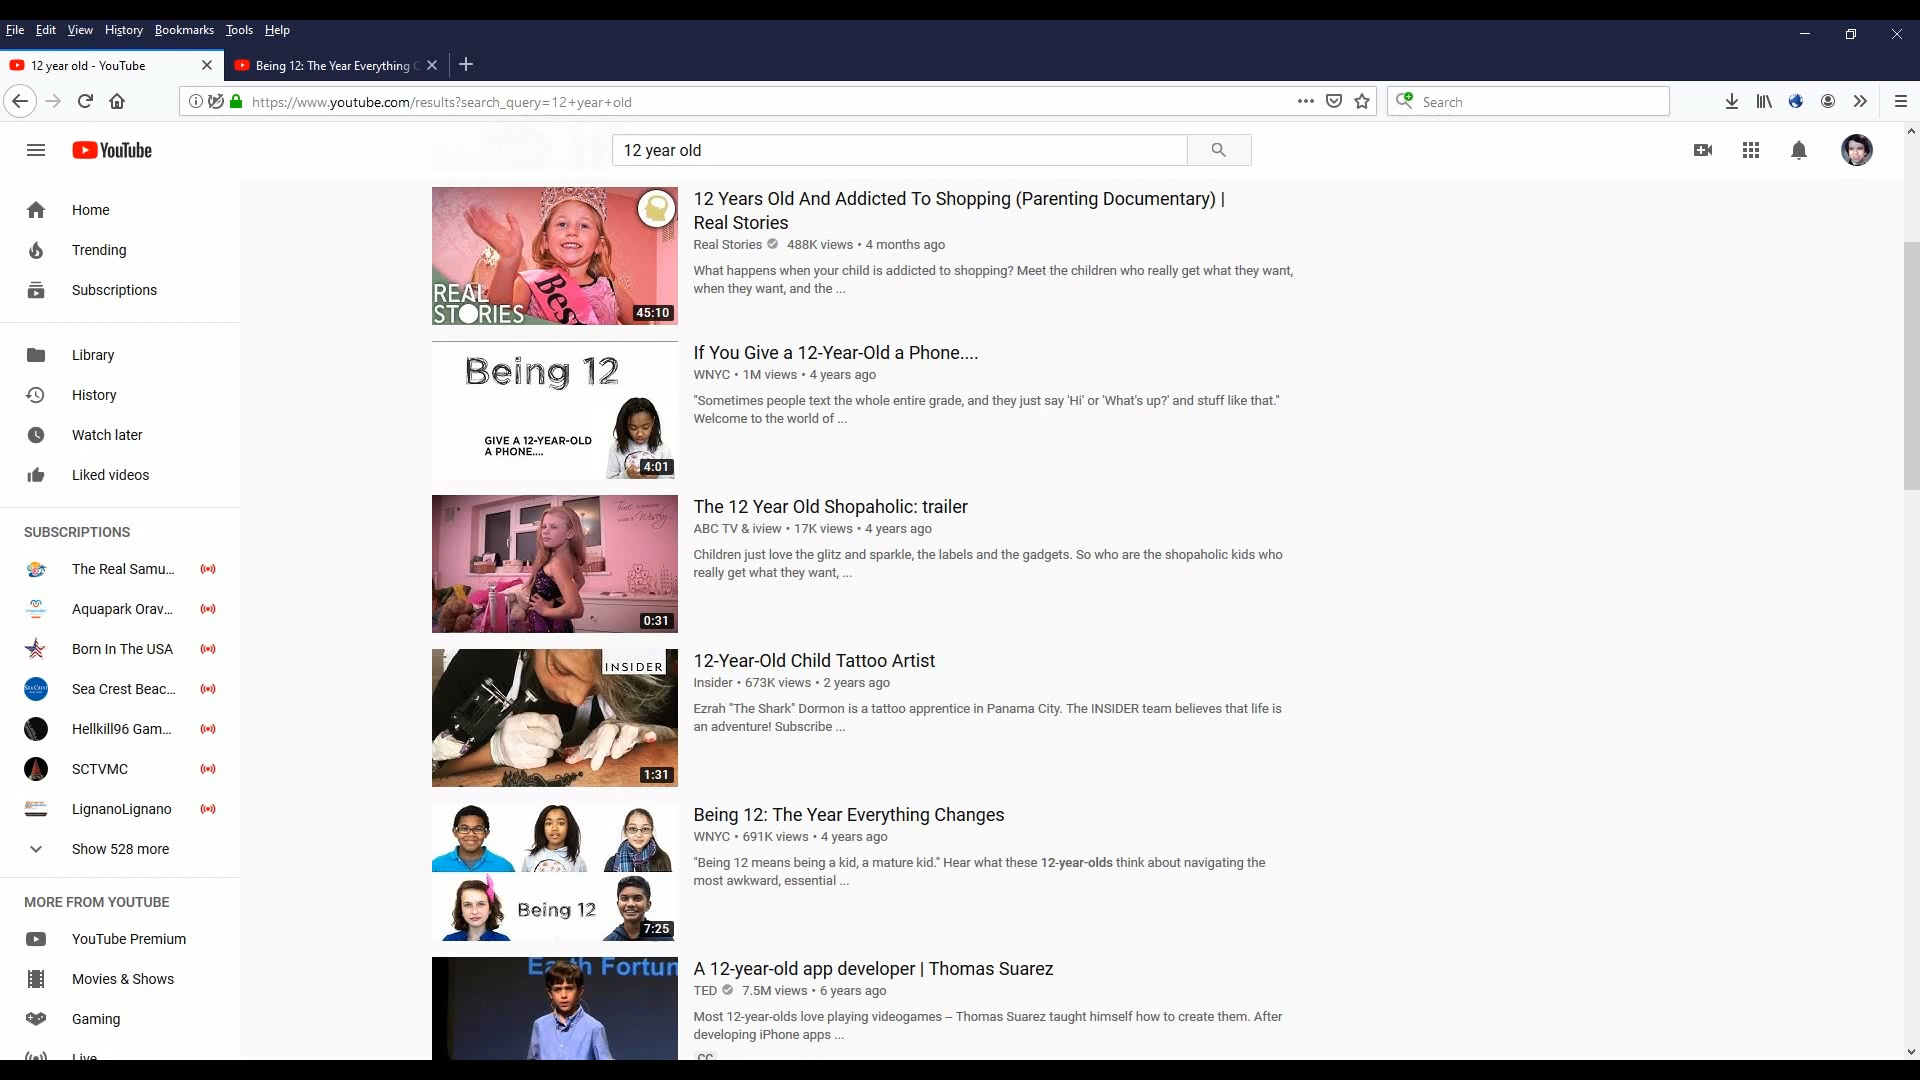 File Edit View History Bookmarks Tools Help
12 year old - YouTube
Being 12: The Year Everything C
https://www.youtube.com/results?search_query=12+year+old
Search
YouTube
12 year old
Home
Trending
Subscriptions
Library
History
Watch later
Liked videos
SUBSCRIPTIONS
The Real Samu...
Aquapark Orav...
Born In The USA
Sea Crest Beac...
Hellkill96 Gam...
SCTVMC
LignanoLignano
Show 528 more
MORE FROM YOUTUBE
YouTube Premium
Movies & Shows
Gaming
Live
REAL
STORIES
Best
45:10
12 Years Old And Addicted To Shopping (Parenting Documentary) |
Real Stories
Real Stories 488K views • 4 months ago
What happens when your child is addicted to shopping? Meet the children who really get what they want,
when they want, and the ...
Being 12
GIVE A 12-YEAR-OLD
A PHONE....
4:01
If You Give a 12-Year-Old a Phone....
WNYC • 1M views • 4 years ago
"Sometimes people text the whole entire grade, and they just say 'Hi' or 'What's up?' and stuff like that."
Welcome to the world of ...
Wisely
0:31
The 12 Year Old Shopaholic: trailer
ABC TV & iview • 17K views • 4 years ago
Children just love the glitz and sparkle, the labels and the gadgets. So who are the shopaholic kids who
really get what they want, ...
INSIDER
1:31
12-Year-Old Child Tattoo Artist
Insider • 673K views • 2 years ago
Ezrah "The Shark" Dormon is a tattoo apprentice in Panama City. The INSIDER team believes that life is
an adventure! Subscribe ...
Being 12
7:25
Being 12: The Year Everything Changes
WNYC • 691K views • 4 years ago
"Being 12 means being a kid, a mature kid." Hear what these 12-year-olds think about navigating the
most awkward, essential ...
Earth Fortun
A 12-year-old app developer | Thomas Suarez
TED 7.5M views • 6 years ago
Most 12-year-olds love playing videogames – Thomas Suarez taught himself how to create them. After
developing iPhone apps ...
CC